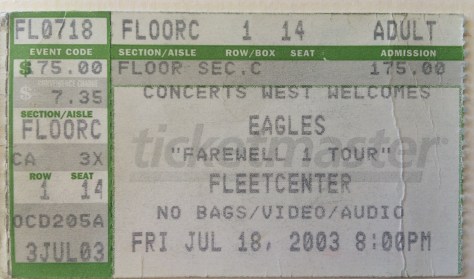 FL0718 FLOORC 1 14 ADULT
EVENT CODE SECTION/AISLE ROW/BOX SEAT ADMISSION
$175.00 FLOOR SEC.C 175.00
7.35 CONCERTS WEST WELCOMES
SECTION/AISLE
FLOORC EAGLES
CA 3X "FAREWELL 1 TOUR"
ticketmaster
ROW SEAT FLEETCENTER
1 14
OCD205A NO BAGS/VIDEO/AUDIO
3JUL03 FRI JUL 18, 2003 8:00PM